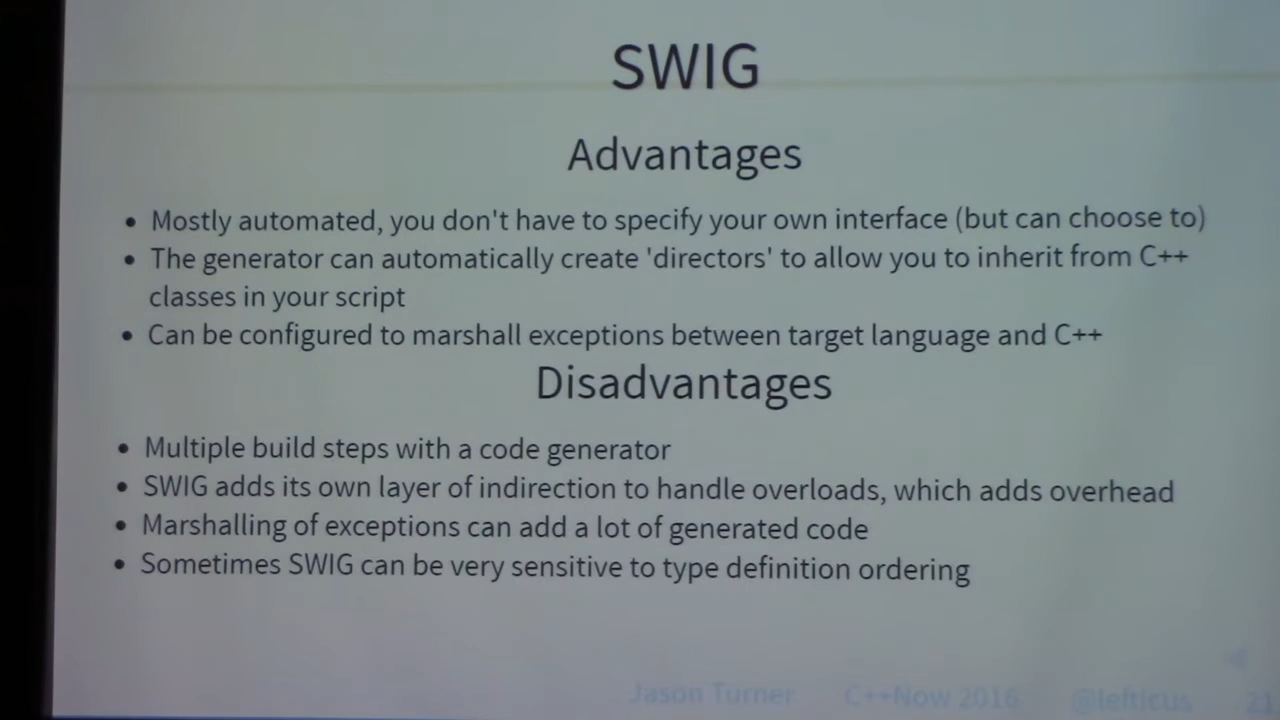 SWIG
Advantages
• Mostly automated, you don't have to specify your own interface (but can choose to)
• The generator can automatically create 'directors' to allow you to inherit from C++
classes in your script
• Can be configured to marshall exceptions between target language and C++
Disadvantages
• Multiple build steps with a code generator
• SWIG adds its own layer of indirection to handle overloads, which adds overhead
• Marshalling of exceptions can add a lot of generated code
• Sometimes SWIG can be very sensitive to type definition ordering
Jason Turner C++Now 2016 @lefticus 21